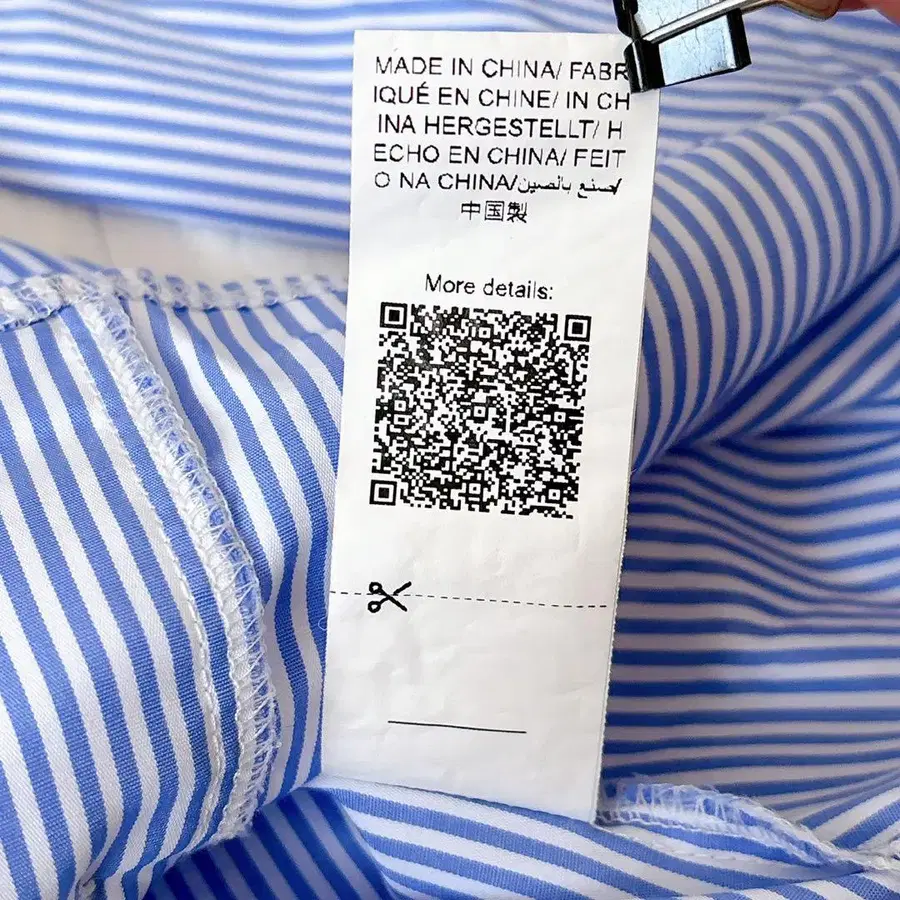 MADE IN CHINA/ FABR
IQUÉ EN CHINE/ IN CH
INA HERGESTELLT/ H
ECHO EN CHINA/ FEIT
O NA CHINA/صنع بالصين/
中国製
More details: